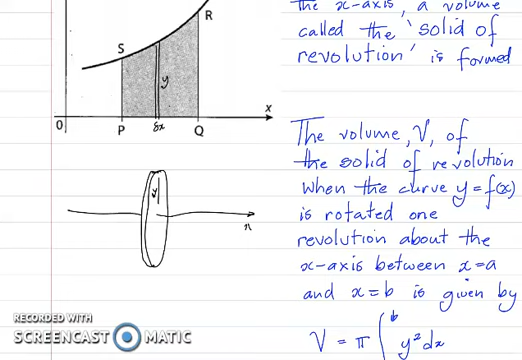 the x-axis, a volume
called the 'solid of
revolution' is formed
S
R
y
x
O
P
δx
Q
The volume, V, of
the solid of revolution
when the curve y = f(x)
is rotated one
revolution about the
x-axis between x=a
and x=b is given by
V = π ∫ b y² dx
y
x
RECORDED WITH
SCREENCAST MATIC